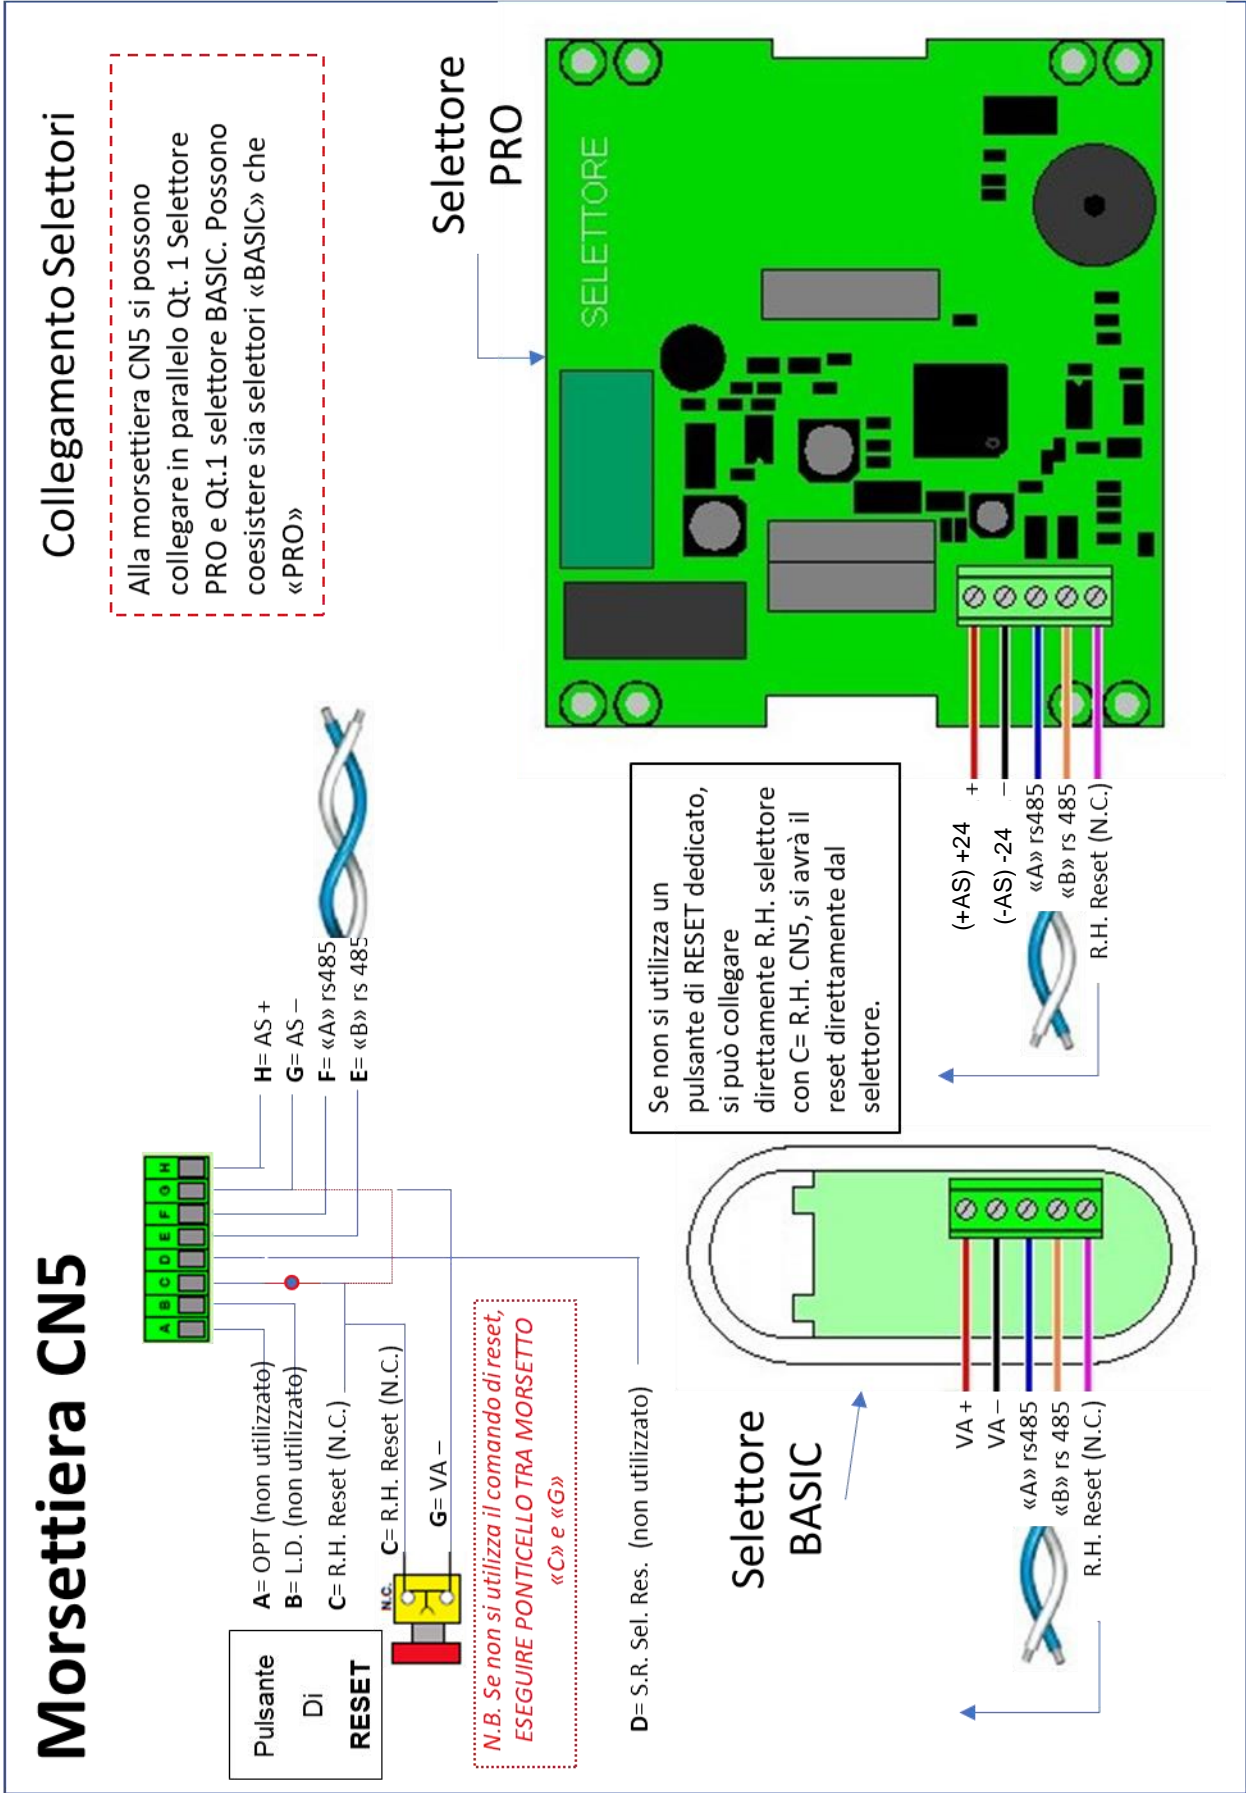 Morsettiera CN5
Collegamento Selettori
Alla morsettiera CN5 si possono
collegare in parallelo Qt. 1 Selettore
PRO e Qt.1 selettore BASIC. Possono
coesistere sia selettori «BASIC» che
«PRO»
A B C D E F G H
H= AS +
G= AS –
F= «A» rs485
E= «B» rs 485
A= OPT (non utilizzato)
B= L.D. (non utilizzato)
C= R.H. Reset (N.C.)
Pulsante
Di
RESET
N.C.
C= R.H. Reset (N.C.)
G= VA –
N.B. Se non si utilizza il comando di reset,
ESEGUIRE PONTICELLO TRA MORSETTO
«C» e «G»
D= S.R. Sel. Res. (non utilizzato)
Selettore
PRO
SELETTORE
Se non si utilizza un
pulsante di RESET dedicato,
si può collegare
direttamente R.H. selettore
con C= R.H. CN5, si avrà il
reset direttamente dal
selettore.
(+AS) +24 +
(-AS) -24 –
«A» rs485
«B» rs 485
R.H. Reset (N.C.)
Selettore
BASIC
VA +
VA –
«A» rs485
«B» rs 485
R.H. Reset (N.C.)